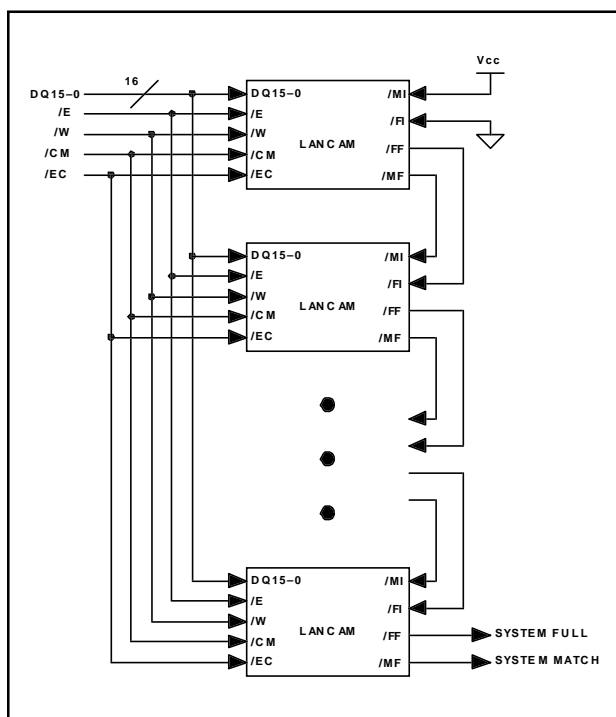 16
Vcc
DQ15–0
/E
/W
/CM
/EC
DQ15–0
/E
/W
/CM
/EC
LANCAM
/MI
/FI
/FF
/MF
DQ15–0
/E
/W
/CM
/EC
LANCAM
/MI
/FI
/FF
/MF
DQ15–0
/E
/W
/CM
/EC
LANCAM
/MI
/FI
/FF
/MF
SYSTEM FULL
SYSTEM MATCH